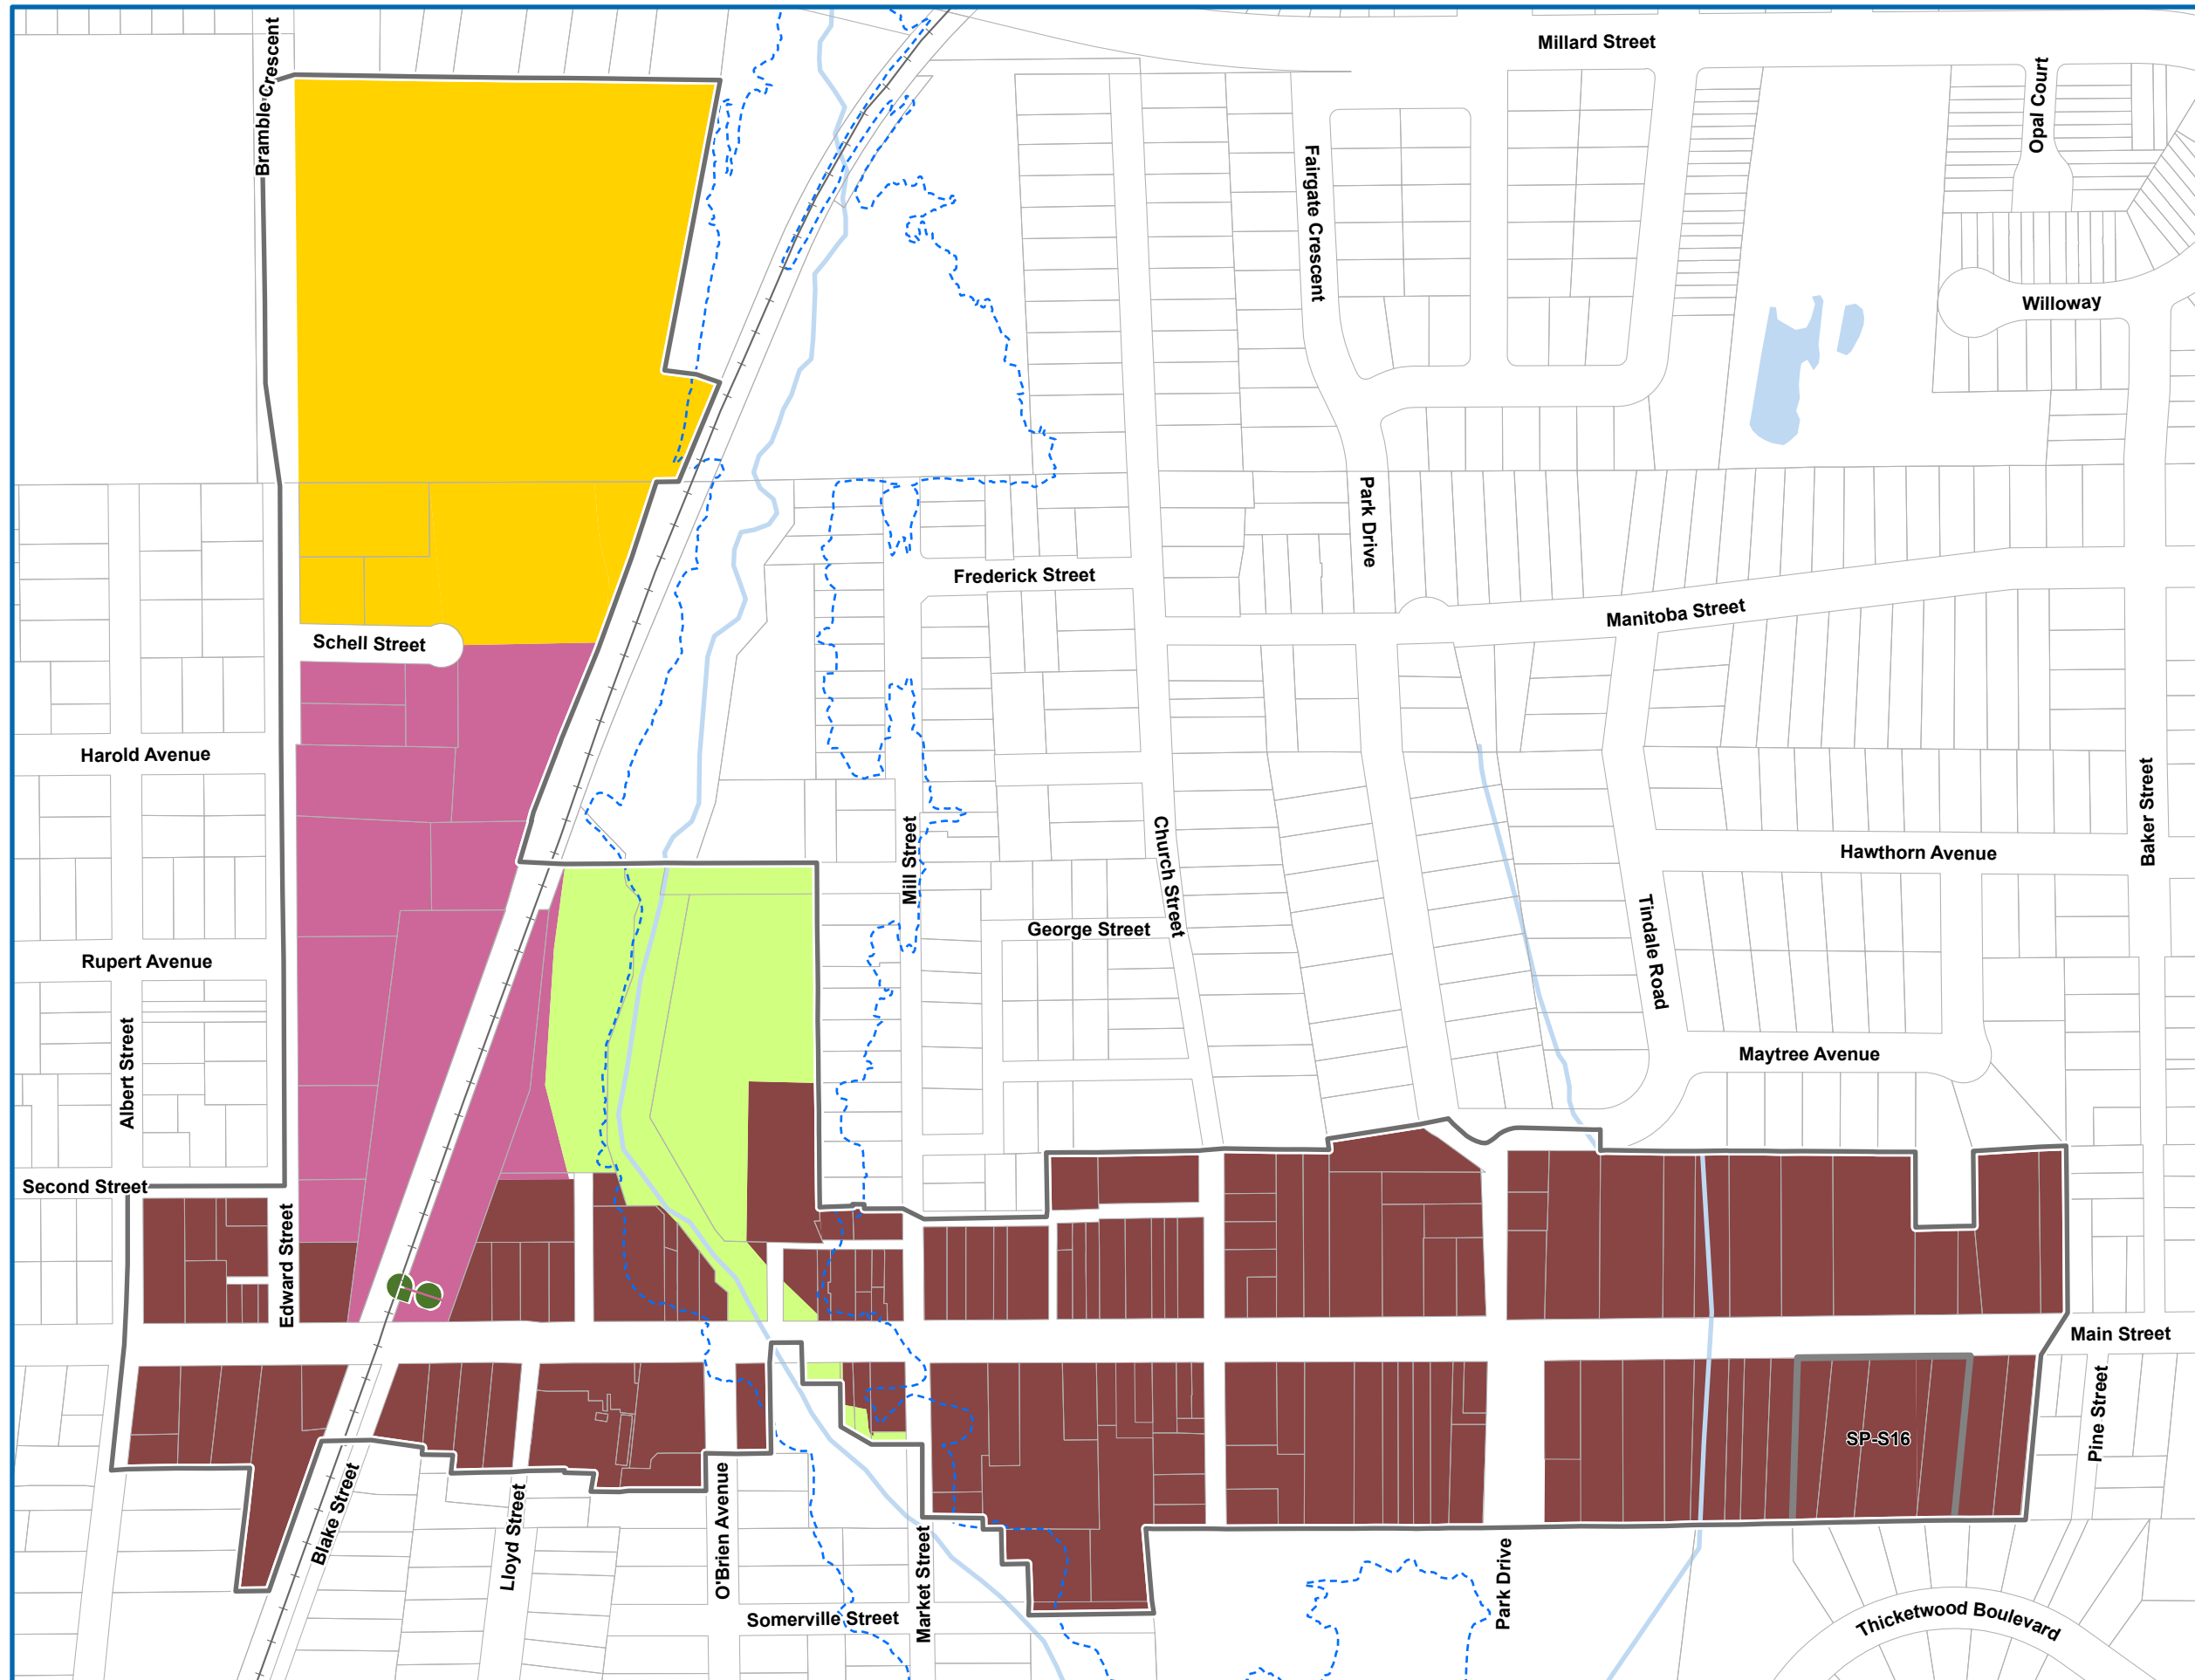 Millard Street
Bramble Crescent
Opal Court
Fairgate Crescent
Willoway
Park Drive
Frederick Street
Manitoba Street
Schell Street
Harold Avenue
Baker Street
Mill Street
Church Street
Hawthorn Avenue
George Street
Tindale Road
Rupert Avenue
Albert Street
Maytree Avenue
Second Street
Edward Street
Main Street
Pine Street
SP-S16
Blake Street
Lloyd Street
O'Brien Avenue
Market Street
Park Drive
Somerville Street
Thicketwood Boulevard